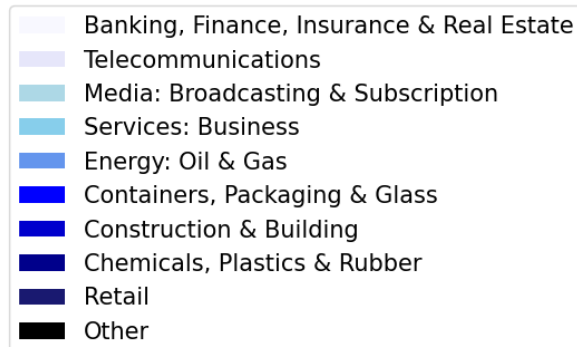 Banking, Finance, Insurance & Real Estate
Telecommunications
Media: Broadcasting & Subscription
Services: Business
Energy: Oil & Gas
Containers, Packaging & Glass
Construction & Building
Chemicals, Plastics & Rubber
Retail
Other